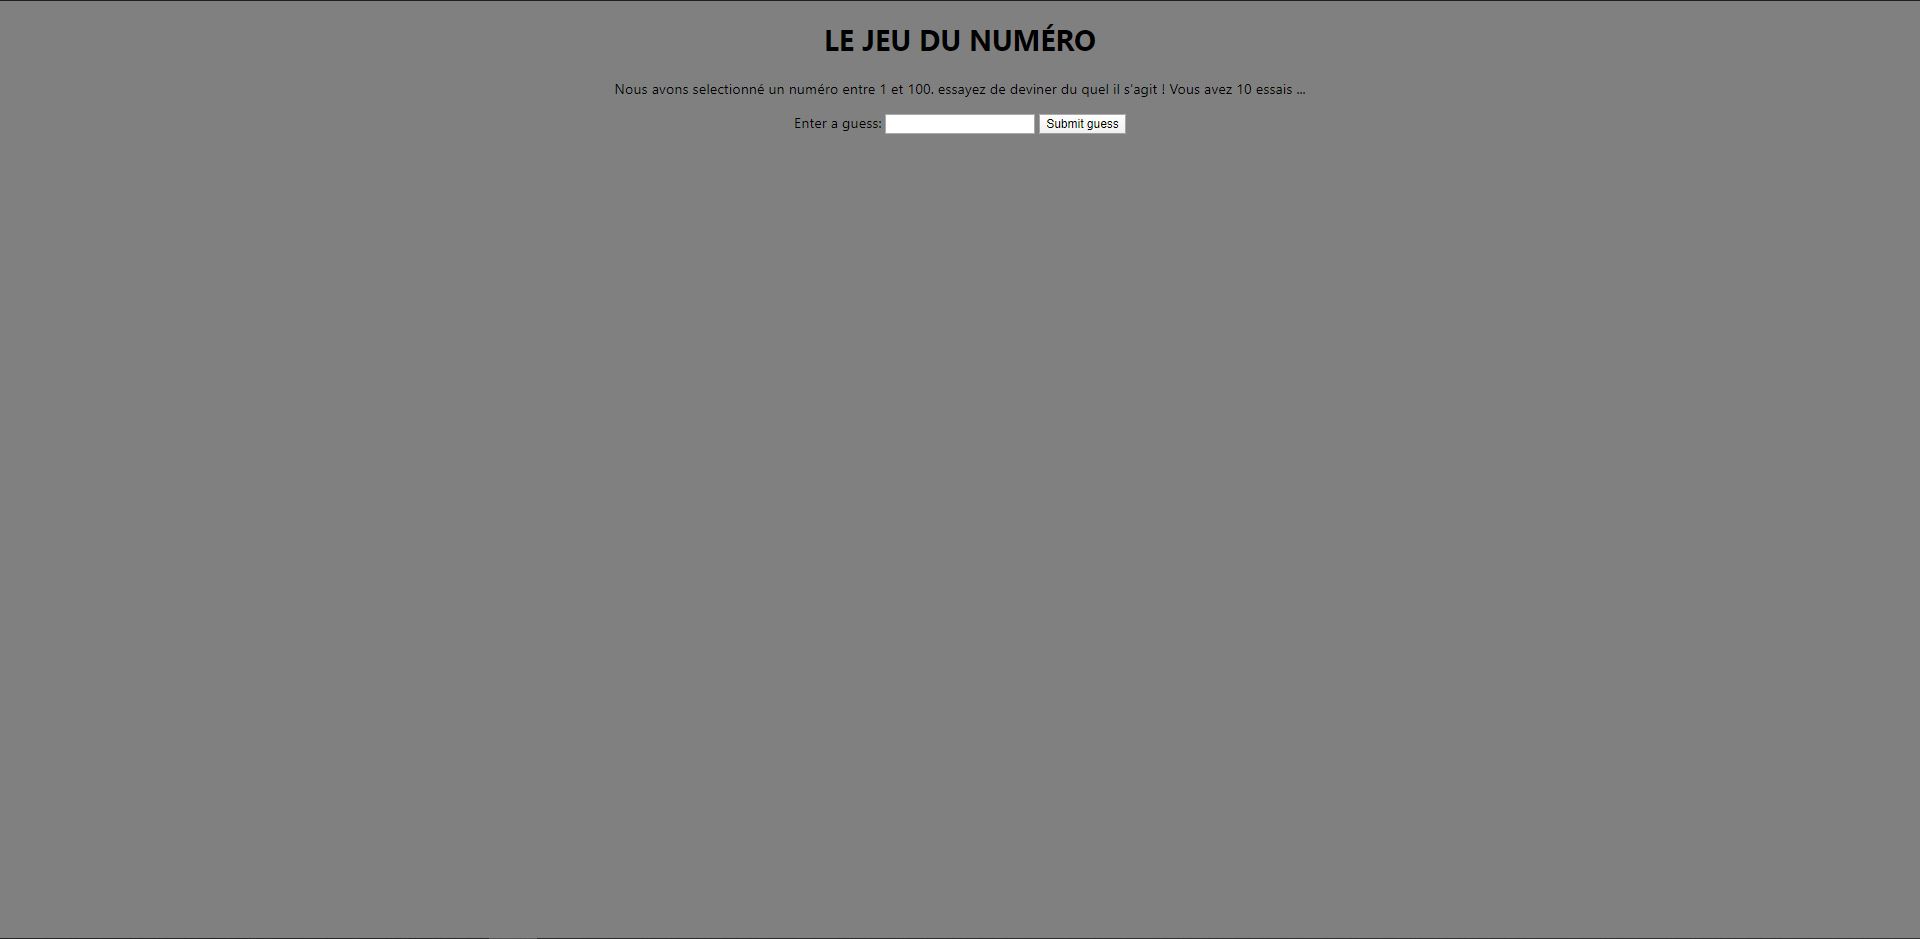 LE JEU DU NUMÉRO
Nous avons selectionné un numéro entre 1 et 100. essayez de deviner du quel il s'agit ! Vous avez 10 essais ...
Enter a guess: Submit guess